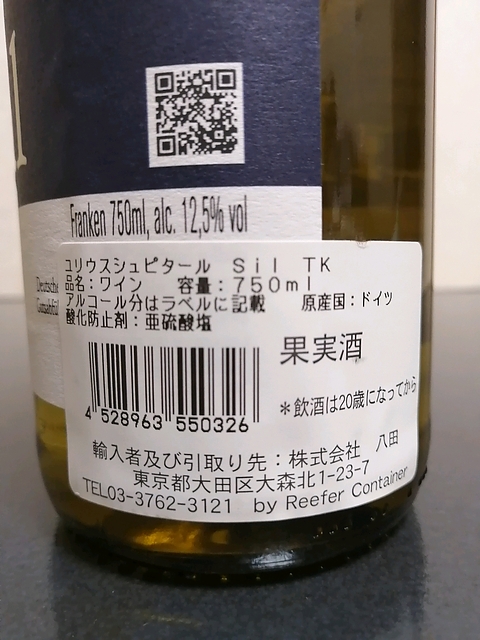 Franken 750ml, alc. 12,5% vol
Deutsche
Gutsabfül
ユリウスシュピタール Sil TK
品名：ワイン 容量：750ml
アルコール分はラベルに記載 原産国：ドイツ
酸化防止剤：亜硫酸塩
果実酒
4 528963 550326
＊飲酒は20歳になってから
輸入者及び引取り先：株式会社 八田
東京都大田区大森北1-23-7
TEL03-3762-3121 by Reefer Container